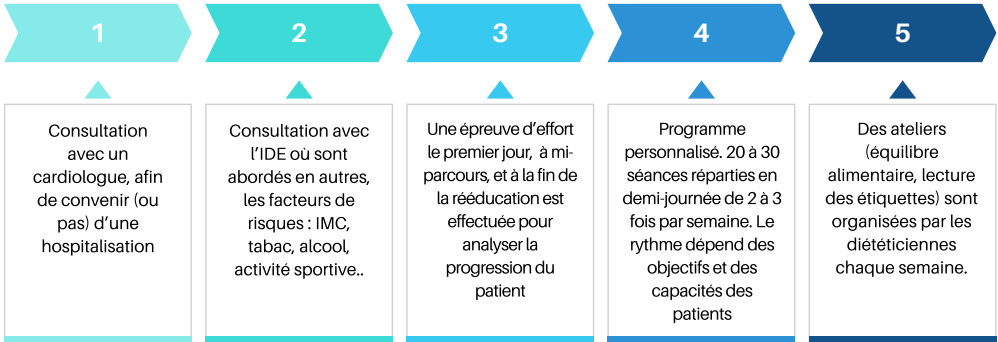 1
Consultation
avec un
cardiologue, afin
de convenir (ou
pas) d'une
hospitalisation
2
Consultation avec
l'IDE où sont
abordés en autres,
les facteurs de
risques : IMC,
tabac, alcool,
activité sportive..
3
Une épreuve d'effort
le premier jour, à mi-
parcours, et à la fin de
la rééducation est
effectuée pour
analyser la
progression du
patient
4
Programme
personnalisé. 20 à 30
séances réparties en
demi-journée de 2 à 3
fois par semaine. Le
rythme dépend des
objectifs et des
capacités des
patients
5
Des ateliers
(équilibre
alimentaire, lecture
des étiquettes) sont
organisées par les
diététiciennes
chaque semaine.